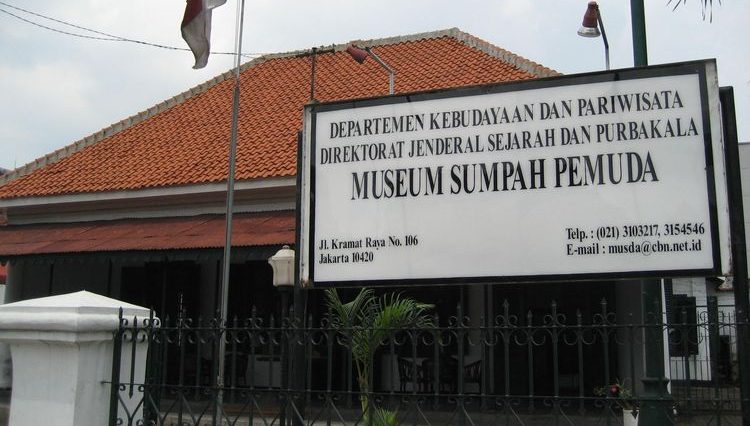 DEPARTEMEN KEBUDAYAAN DAN PARIWISATA
DIREKTORAT JENDERAL SEJARAH DAN PURBAKALA
MUSEUM SUMPAH PEMUDA
Jl. Kramat Raya No. 106
Jakarta 10420
Telp. : (021) 3103217, 3154546
E-mail : musda@cbn.net.id